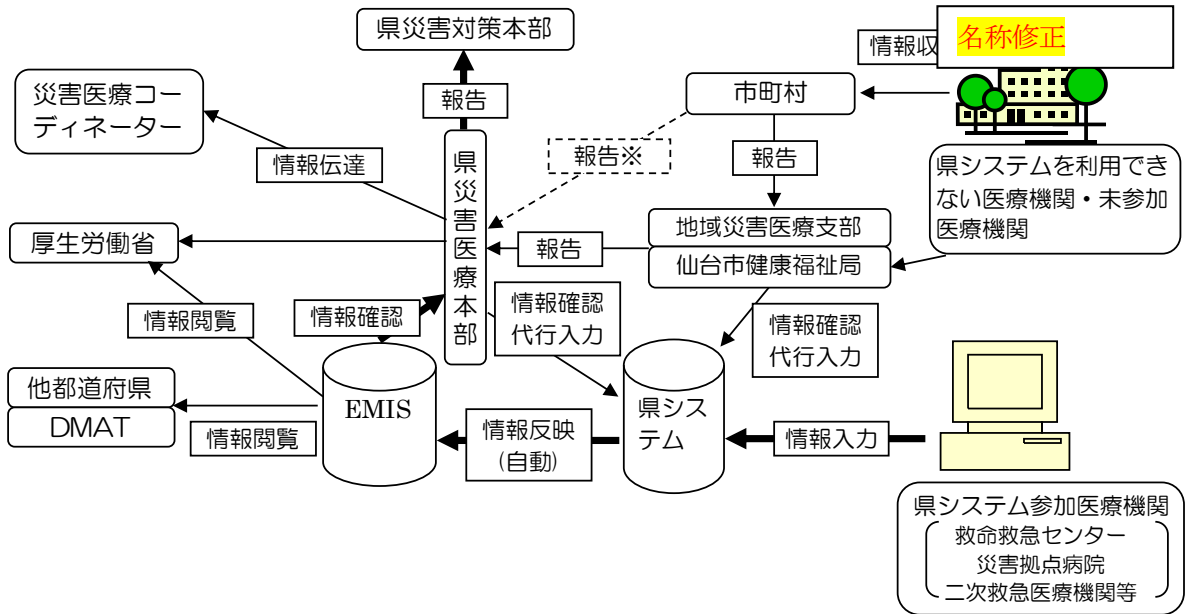 県災害対策本部
情報収
名称修正
災害医療コー
ディネーター
報告
市町村
情報伝達
報告※
報告
県システムを利用でき
ない医療機関・未参加
医療機関
県災害医療本部
地域災害医療支部
仙台市健康福祉局
厚生労働省
報告
情報閲覧
情報確認
情報確認
代行入力
情報確認
代行入力
他都道府県
DMAT
情報閲覧
EMIS
情報反映
(自動)
県シス
テム
情報入力
県システム参加医療機関
救命救急センター
災害拠点病院
二次救急医療機関等